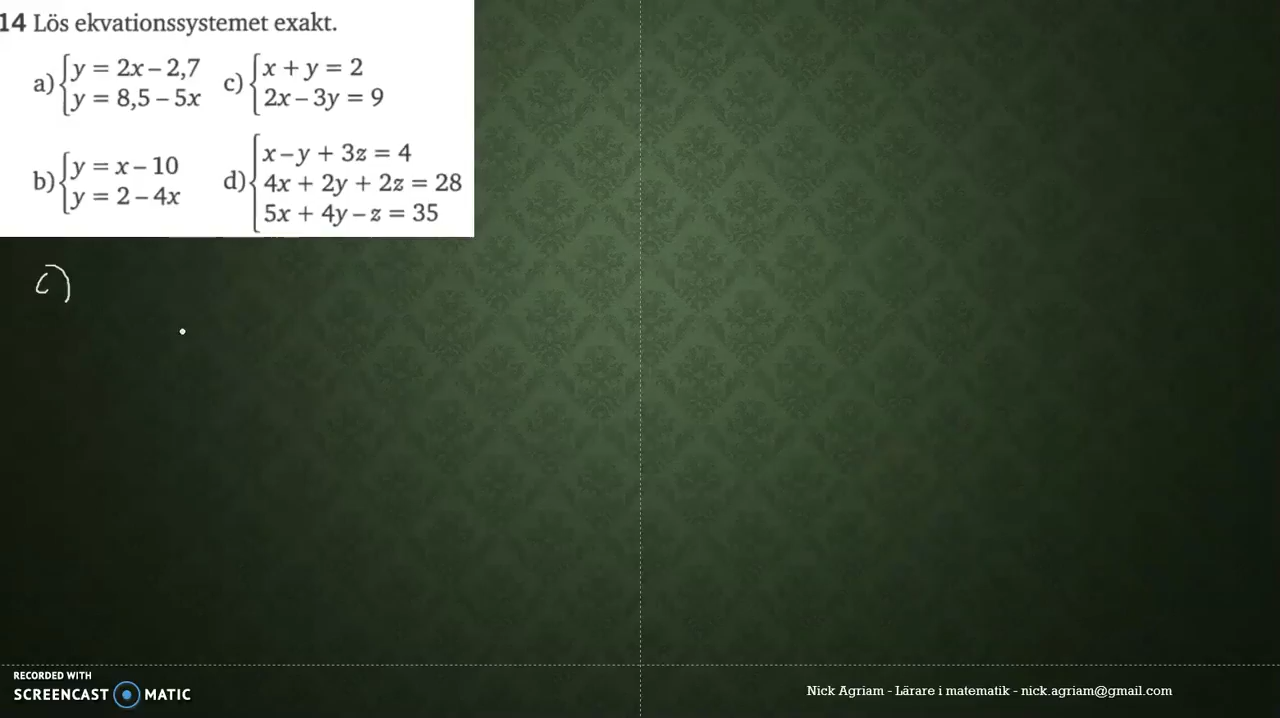 14 Lös ekvationssystemet exakt.
a) y = 2x – 2,7
y = 8,5 – 5x
c) x + y = 2
2x – 3y = 9
b) y = x – 10
y = 2 – 4x
d) x – y + 3z = 4
4x + 2y + 2z = 28
5x + 4y – z = 35
c)
RECORDED WITH
SCREENCAST MATIC
Nick Agriam - Lärare i matematik - nick.agriam@gmail.com